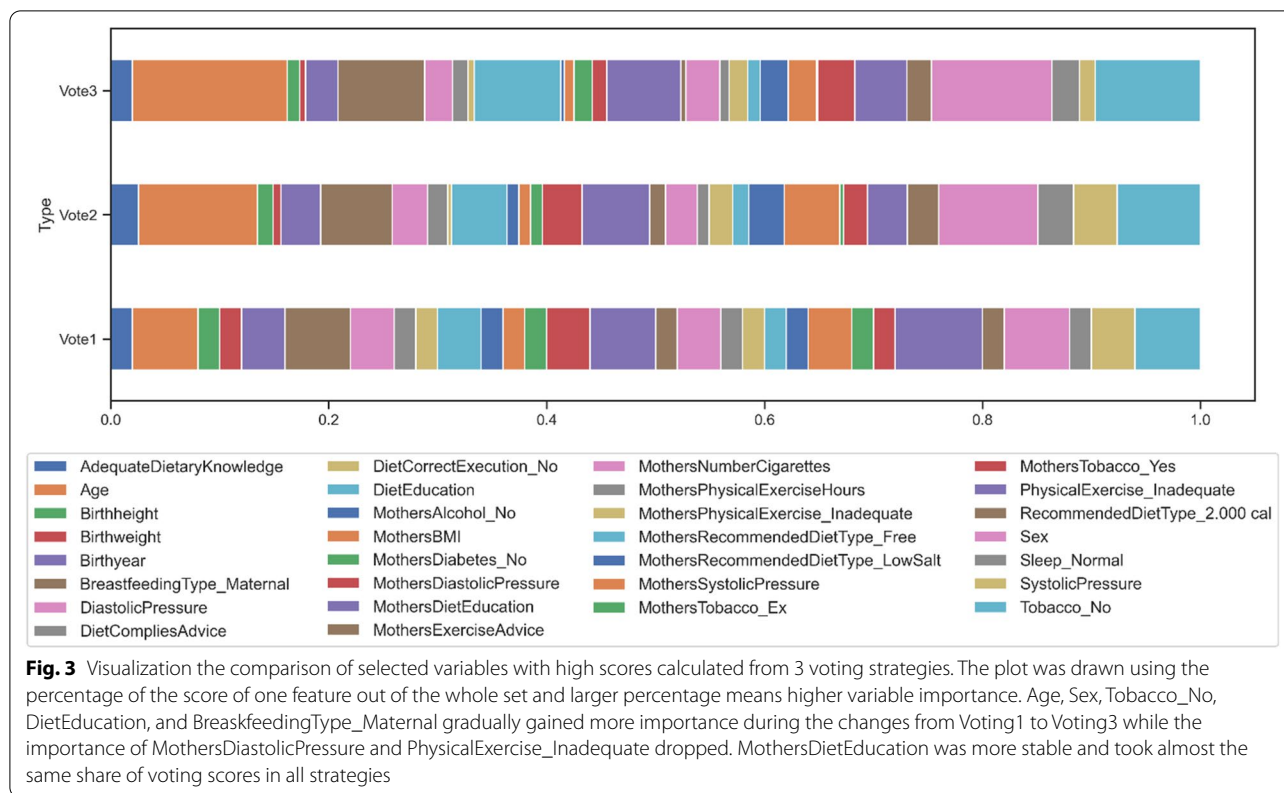 Type
Vote3
Vote2
Vote1
0.0 0.2 0.4 0.6 0.8 1.0
AdequateDietaryKnowledge
Age
Birthheight
Birthweight
Birthyear
BreastfeedingType_Maternal
DiastolicPressure
DietCompliesAdvice
DietCorrectExecution_No
DietEducation
MothersAlcohol_No
MothersBMI
MothersDiabetes_No
MothersDiastolicPressure
MothersDietEducation
MothersExerciseAdvice
MothersNumberCigarettes
MothersPhysicalExerciseHours
MothersPhysicalExercise_Inadequate
MothersRecommendedDietType_Free
MothersRecommendedDietType_LowSalt
MothersSystolicPressure
MothersTobacco_Ex
MothersTobacco_Yes
PhysicalExercise_Inadequate
RecommendedDietType_2.000 cal
Sex
Sleep_Normal
SystolicPressure
Tobacco_No
Fig. 3 Visualization the comparison of selected variables with high scores calculated from 3 voting strategies. The plot was drawn using the
percentage of the score of one feature out of the whole set and larger percentage means higher variable importance. Age, Sex, Tobacco_No,
DietEducation, and BreaskfeedingType_Maternal gradually gained more importance during the changes from Voting1 to Voting3 while the
importance of MothersDiastolicPressure and PhysicalExercise_Inadequate dropped. MothersDietEducation was more stable and took almost the
same share of voting scores in all strategies